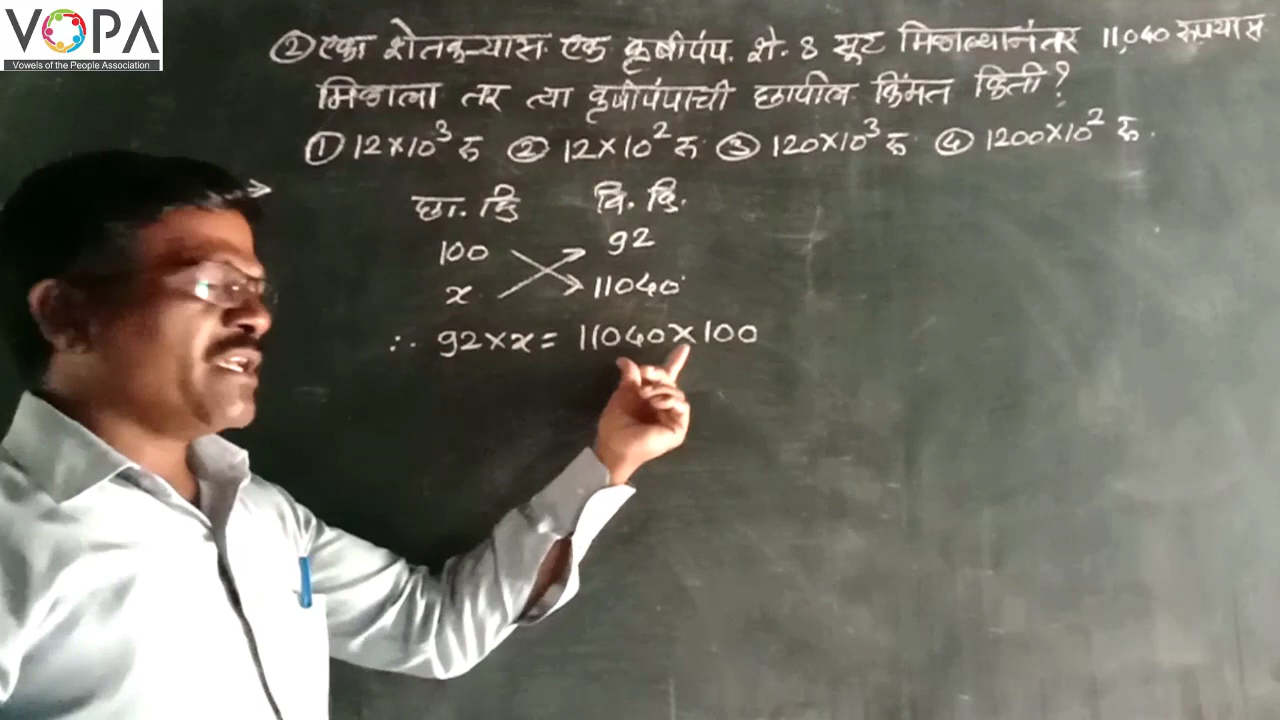 VOPA
Vowels of the People Association
② एका शेतकऱ्यास एक कृषीपंप शे. 8 सूट मिळाल्यानंतर 11,040 रुपयास
मिळाला तर त्या कृषीपंपाची छापील किंमत किती?
① 12×10³ रु ② 12×10² रु ③ 120×10³ रु ④ 1200×10² रु.
छा. किं वि. किं.
100 92
x 11040
∴ 92×x = 11040×100